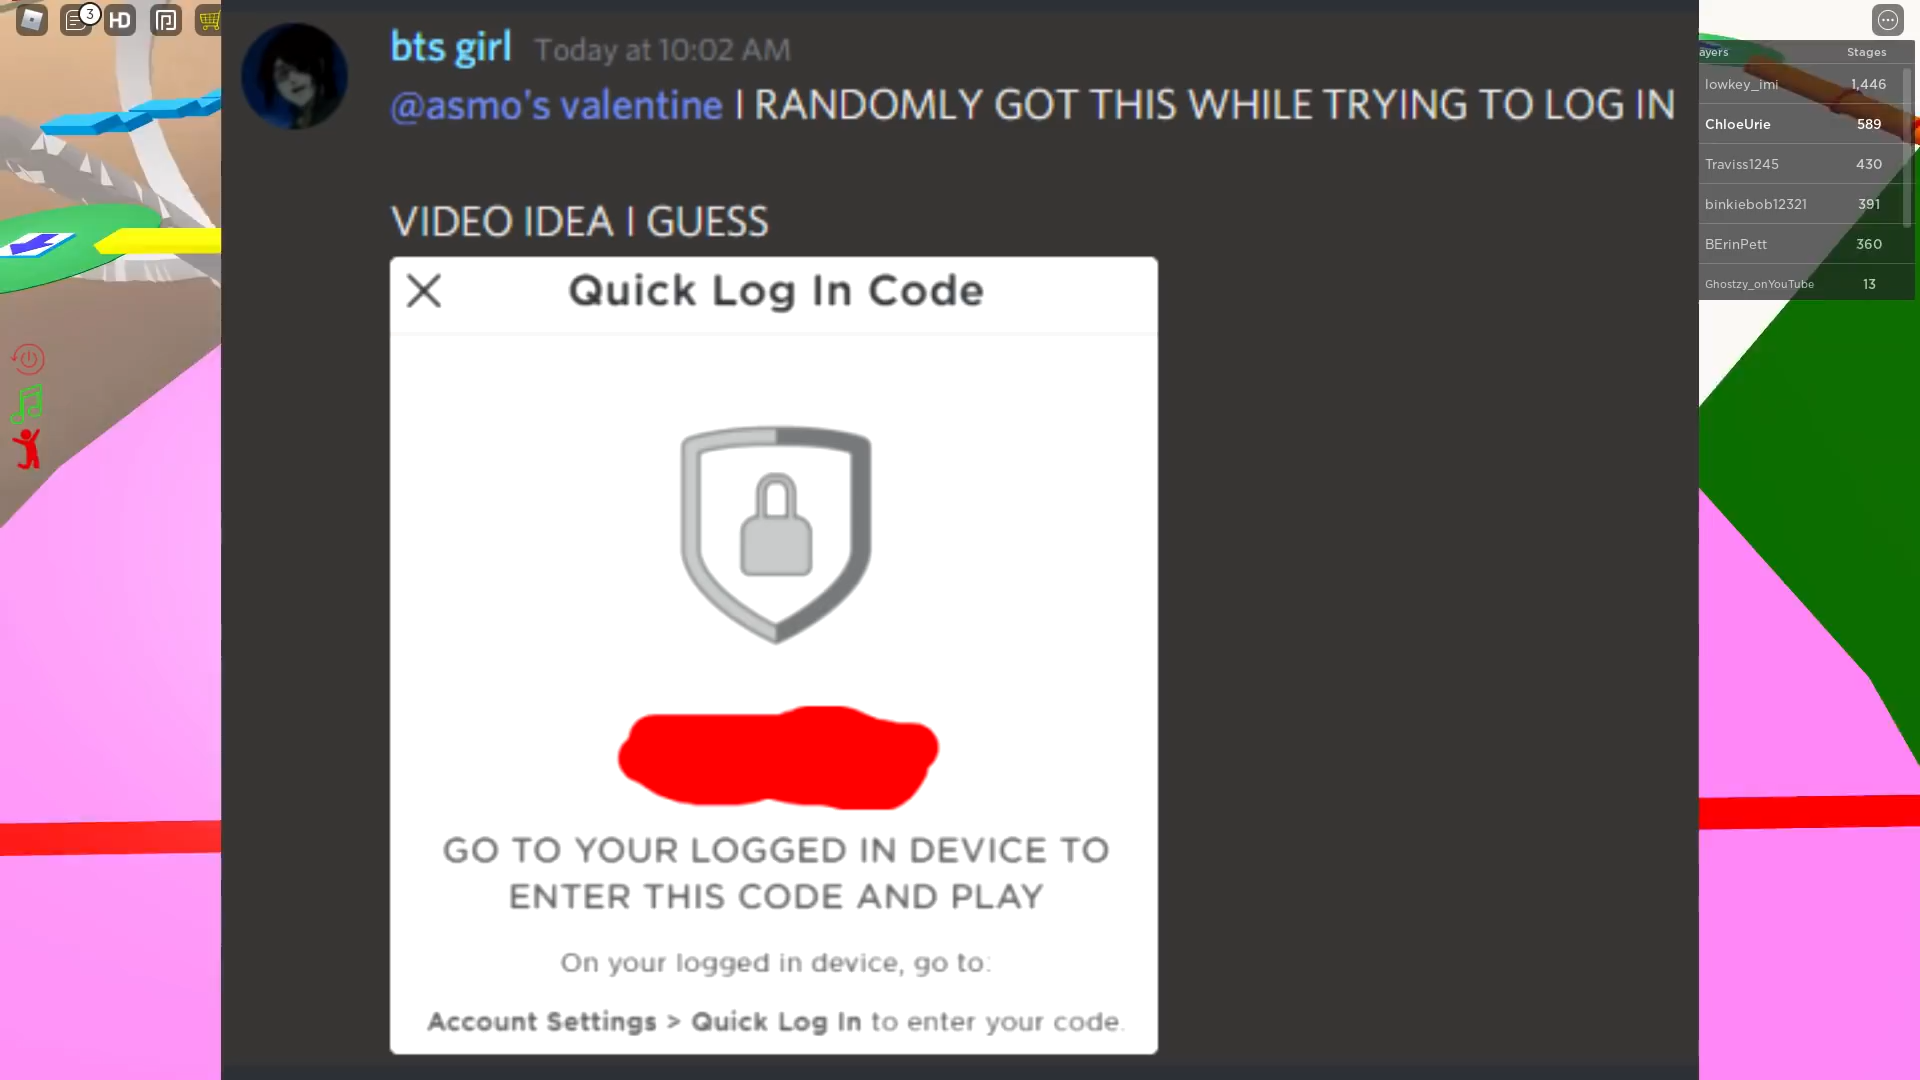 3
HD
bts girl Today at 10:02 AM
@asmo's valentine I RANDOMLY GOT THIS WHILE TRYING TO LOG IN
VIDEO IDEA I GUESS
Quick Log In Code
GO TO YOUR LOGGED IN DEVICE TO
ENTER THIS CODE AND PLAY
On your logged in device, go to:
Account Settings > Quick Log In to enter your code.
ayers Stages
lowkey_imi 1,446
ChloeUrie 589
Traviss1245 430
binkiebob12321 391
BErinPett 360
Ghostzy_onYouTube 13